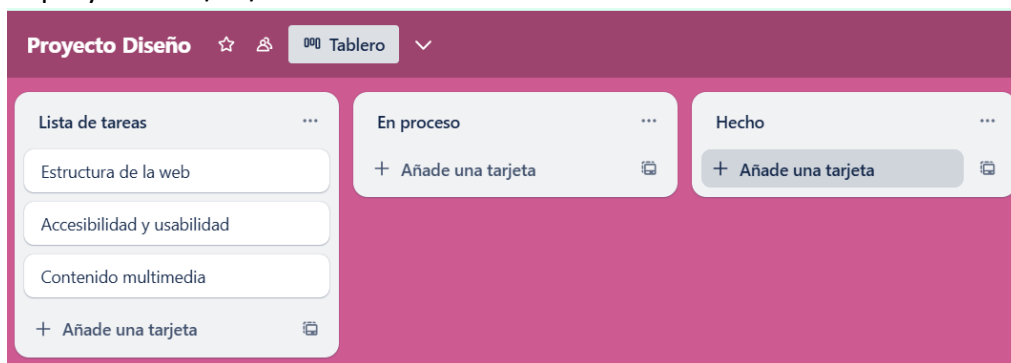 Proyecto Diseño Tablero
Lista de tareas
Estructura de la web
Accesibilidad y usabilidad
Contenido multimedia
+ Añade una tarjeta
En proceso
+ Añade una tarjeta
Hecho
+ Añade una tarjeta